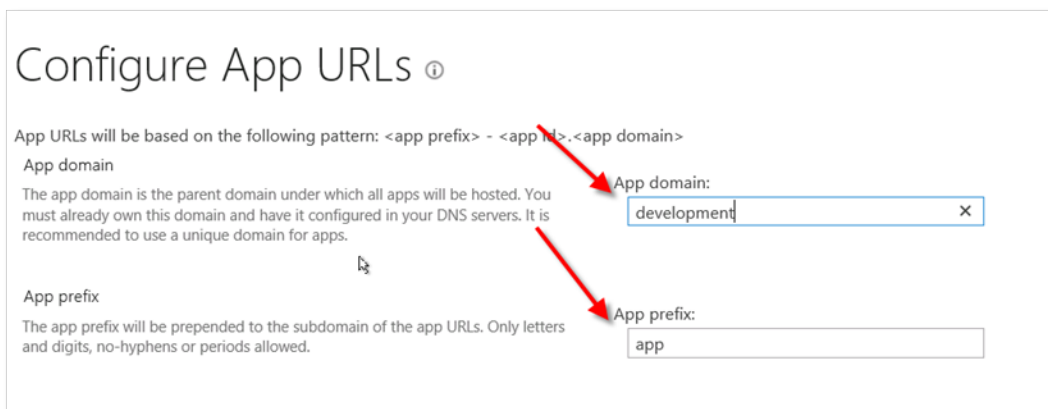 Configure App URLs
App URLs will be based on the following pattern: <app prefix> - <app id>.<app domain>
App domain
The app domain is the parent domain under which all apps will be hosted. You
must already own this domain and have it configured in your DNS servers. It is
recommended to use a unique domain for apps.
App domain:
development
App prefix
The app prefix will be prepended to the subdomain of the app URLs. Only letters
and digits, no-hyphens or periods allowed.
App prefix:
app